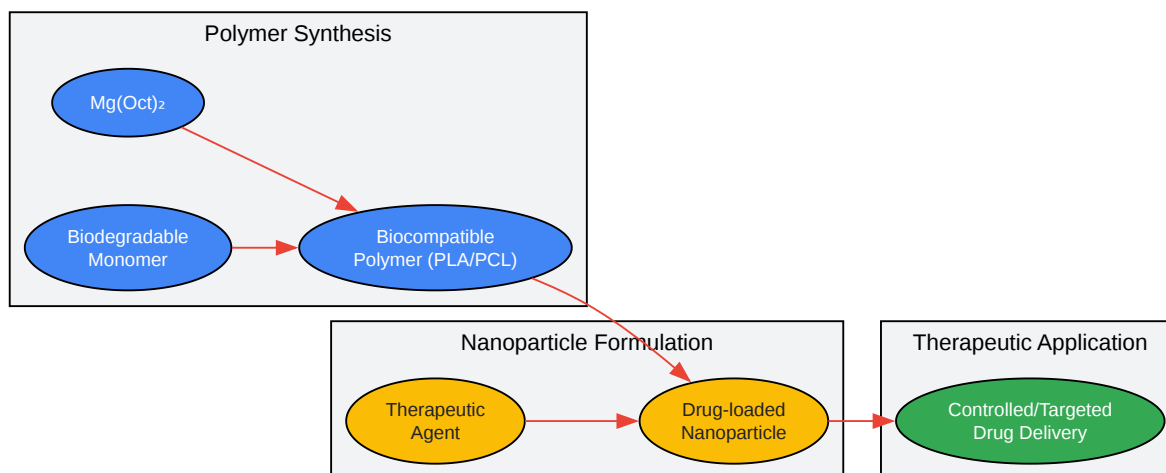 Polymer Synthesis
Mg(Oct)₂
Biodegradable
Monomer
Biocompatible
Polymer (PLA/PCL)
Nanoparticle Formulation
Therapeutic
Agent
Drug-loaded
Nanoparticle
Therapeutic Application
Controlled/Targeted
Drug Delivery